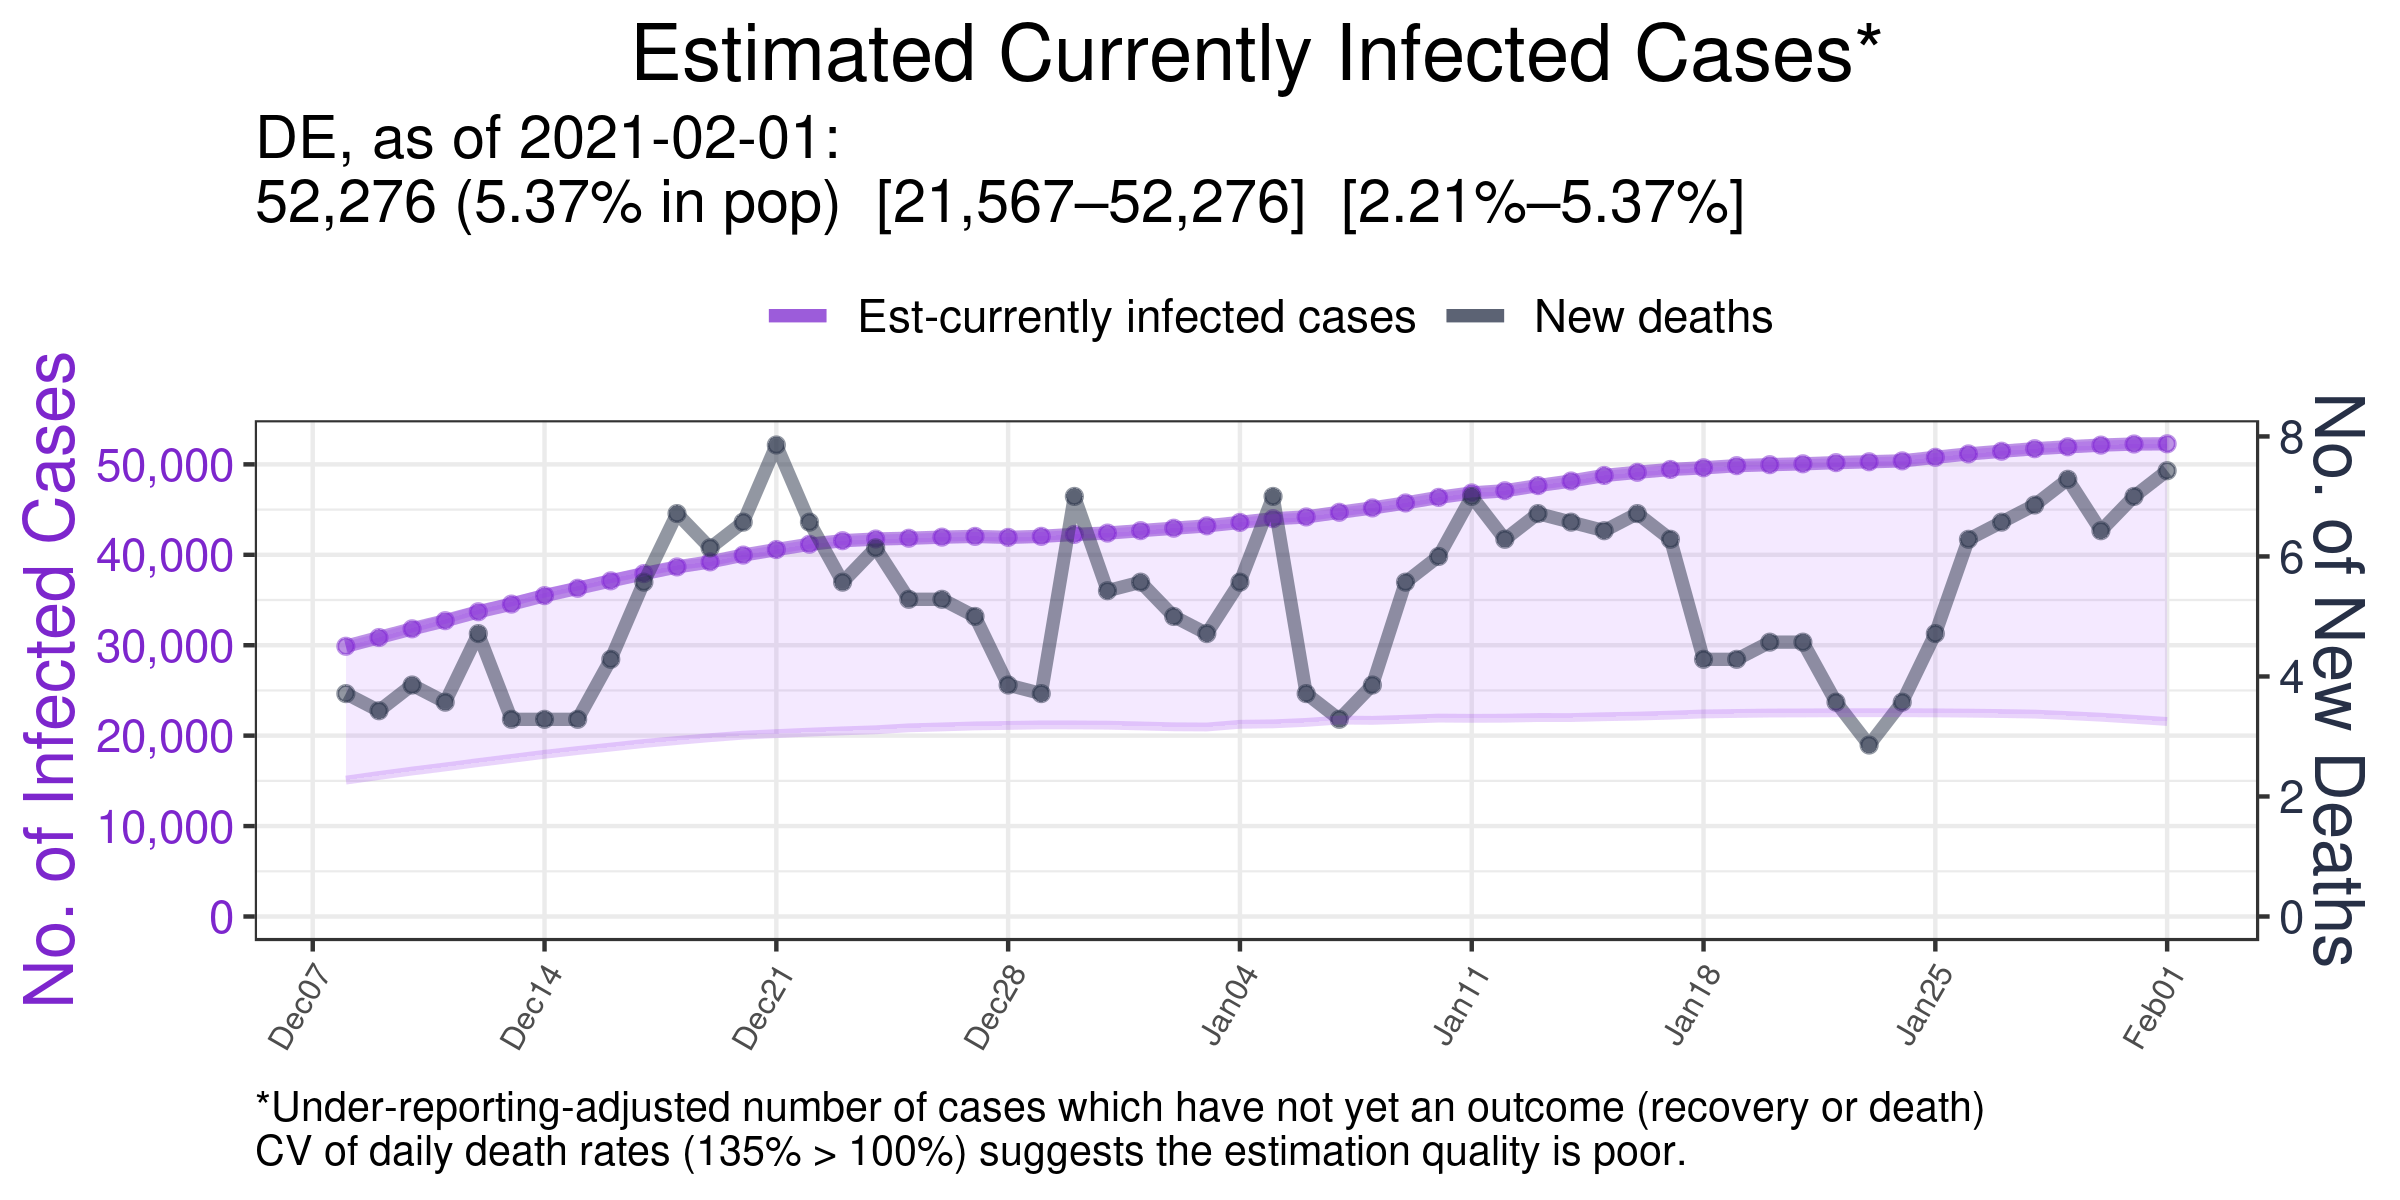 Estimated Currently Infected Cases*
DE, as of 2021-02-01:
52,276 (5.37% in pop)  [21,567–52,276]  [2.21%–5.37%]
Est-currently infected cases
New deaths
No. of Infected Cases
50,000
40,000
30,000
20,000
10,000
0
8
6
4
2
0
No. of New Deaths
Dec07
Dec14
Dec21
Dec28
Jan04
Jan11
Jan18
Jan25
Feb01
*Under-reporting-adjusted number of cases which have not yet an outcome (recovery or death)
CV of daily death rates (135% > 100%) suggests the estimation quality is poor.